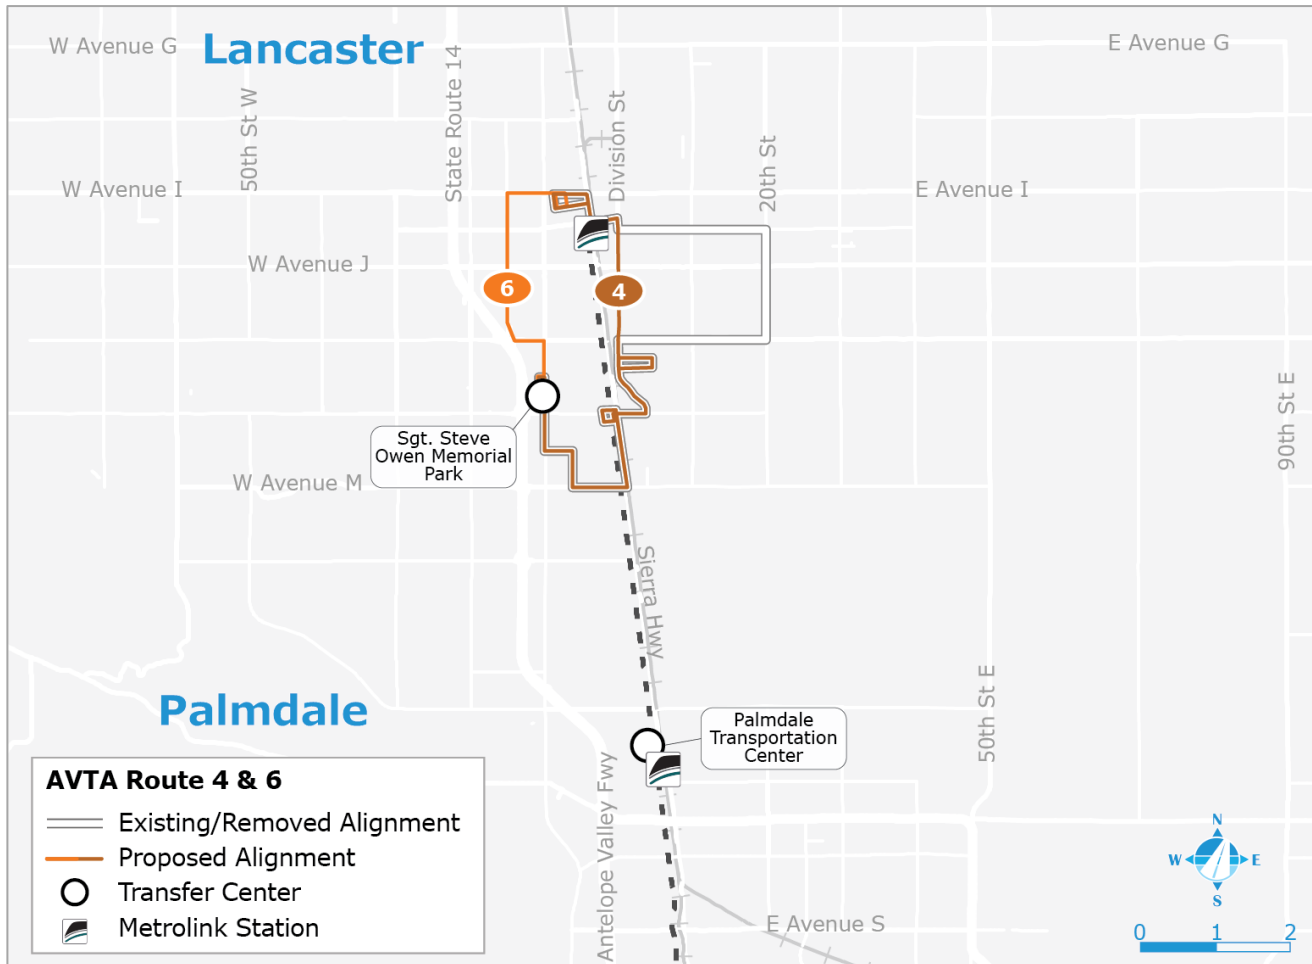 Lancaster
W Avenue G
E Avenue G
State Route 14
50th St W
Division St
20th St
W Avenue I
E Avenue I
W Avenue J
6
4
Sgt. Steve
Owen Memorial
Park
W Avenue M
90th St E
Sierra Hwy
Palmdale
Palmdale
Transportation
Center
50th St E
Antelope Valley Fwy
E Avenue S
AVTA Route 4 & 6
Existing/Removed Alignment
Proposed Alignment
Transfer Center
Metrolink Station
N
W
E
S
0 1 2